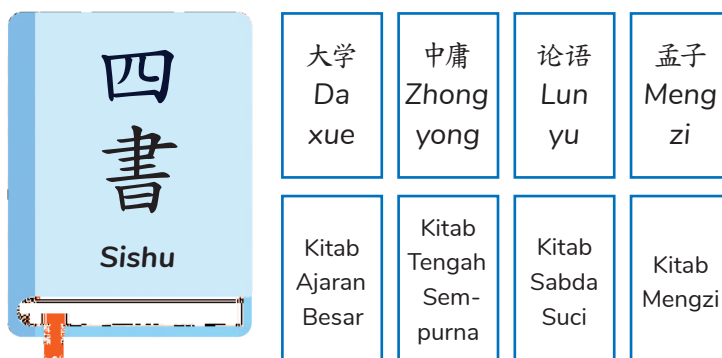 四
書
Sishu
大学
Da
xue
中庸
Zhong
yong
论语
Lun
yu
孟子
Meng
zi
Kitab
Ajaran
Besar
Kitab
Tengah
Sem-
purna
Kitab
Sabda
Suci
Kitab
Mengzi